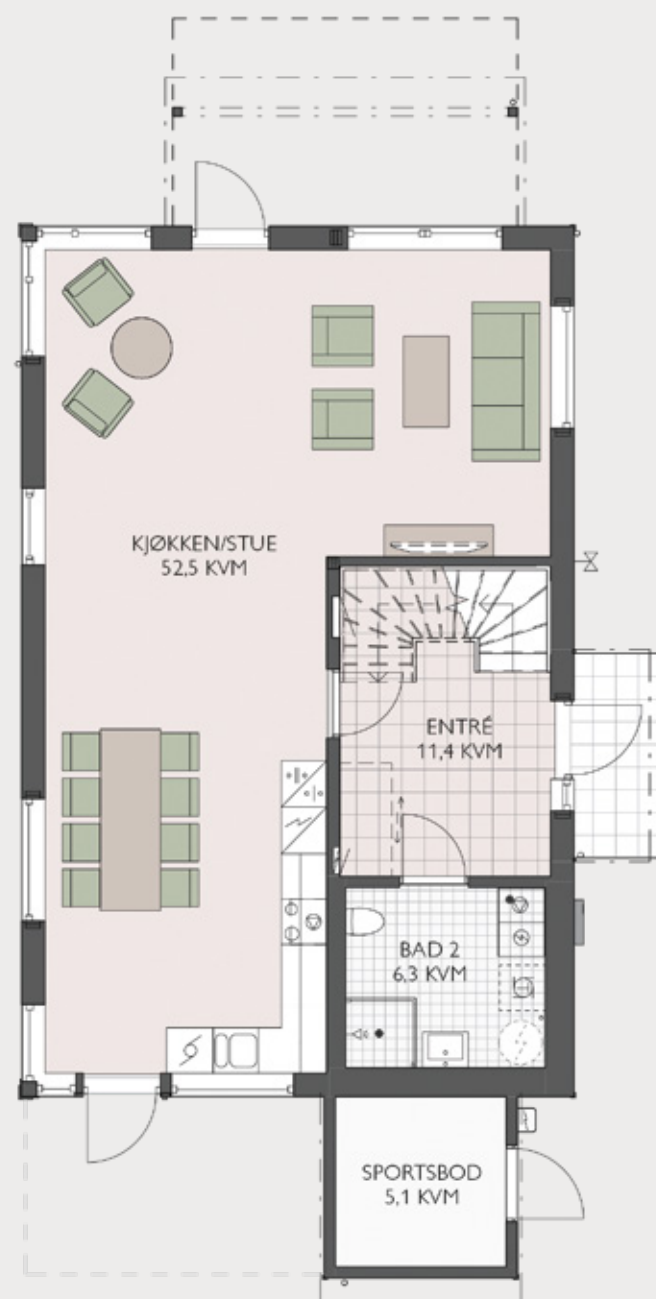 KJØKKEN/STUE
52,5 KVM
ENTRÉ
11,4 KVM
BAD 2
6,3 KVM
SPORTSBOD
5,1 KVM